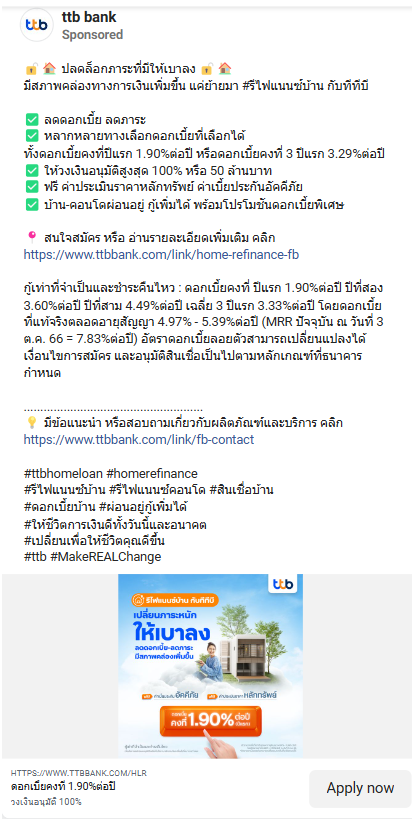 ttb bank
Sponsored
🔓 🏠 ปลดล็อกภาระที่มีให้เบาลง 🔓 🏠
มีสภาพคล่องทางการเงินเพิ่มขึ้น แค่ย้ายมา #รีไฟแนนซ์บ้าน กับทีทีบี
✅ ลดดอกเบี้ย ลดภาระ
✅ หลากหลายทางเลือกดอกเบี้ยที่เลือกได้
ทั้งดอกเบี้ยคงที่ปีแรก 1.90%ต่อปี หรือดอกเบี้ยคงที่ 3 ปีแรก 3.29%ต่อปี
✅ ให้วงเงินอนุมัติสูงสุด 100% หรือ 50 ล้านบาท
✅ ฟรี ค่าประเมินราคาหลักทรัพย์ ค่าเบี้ยประกันอัคคีภัย
✅ บ้าน-คอนโดผ่อนอยู่ กู้เพิ่มได้ พร้อมโปรโมชันดอกเบี้ยพิเศษ
📍 สนใจสมัคร หรือ อ่านรายละเอียดเพิ่มเติม คลิก
https://www.ttbbank.com/link/home-refinance-fb
กู้เท่าที่จำเป็นและชำระคืนไหว : ดอกเบี้ยคงที่ ปีแรก 1.90%ต่อปี ปีที่สอง
3.60%ต่อปี ปีที่สาม 4.49%ต่อปี เฉลี่ย 3 ปีแรก 3.33%ต่อปี โดยดอกเบี้ย
ที่แท้จริงตลอดอายุสัญญา 4.97% - 5.39%ต่อปี (MRR ปัจจุบัน ณ วันที่ 3
ต.ค. 66 = 7.83%ต่อปี) อัตราดอกเบี้ยลอยตัวสามารถเปลี่ยนแปลงได้
เงื่อนไขการสมัคร และอนุมัติสินเชื่อเป็นไปตามหลักเกณฑ์ที่ธนาคาร
กำหนด
......................................................
💡 มีข้อแนะนำ หรือสอบถามเกี่ยวกับผลิตภัณฑ์และบริการ คลิก
https://www.ttbbank.com/link/fb-contact
#ttbhomeloan #homerefinance
#รีไฟแนนซ์บ้าน #รีไฟแนนซ์คอนโด #สินเชื่อบ้าน
#ดอกเบี้ยบ้าน #ผ่อนอยู่กู้เพิ่มได้
#ให้ชีวิตการเงินดีทั้งวันนี้และอนาคต
#เปลี่ยนเพื่อให้ชีวิตคุณดีขึ้น
#ttb #MakeREALChange
ttb
รีไฟแนนซ์บ้าน กับทีทีบี
เปลี่ยนภาระหนัก
ให้เบาลง
ลดดอกเบี้ย-ลดภาระ
มีสภาพคล่องเพิ่มขึ้น
ฟรี ค่าเบี้ยประกัน อัคคีภัย ฟรี ค่าประเมินราคา หลักทรัพย์
ดอกเบี้ย คงที่ 1.90% ต่อปี
HTTPS://WWW.TTBBANK.COM/HLR
ดอกเบี้ยคงที่ 1.90%ต่อปี
วงเงินอนุมัติ 100%
Apply now